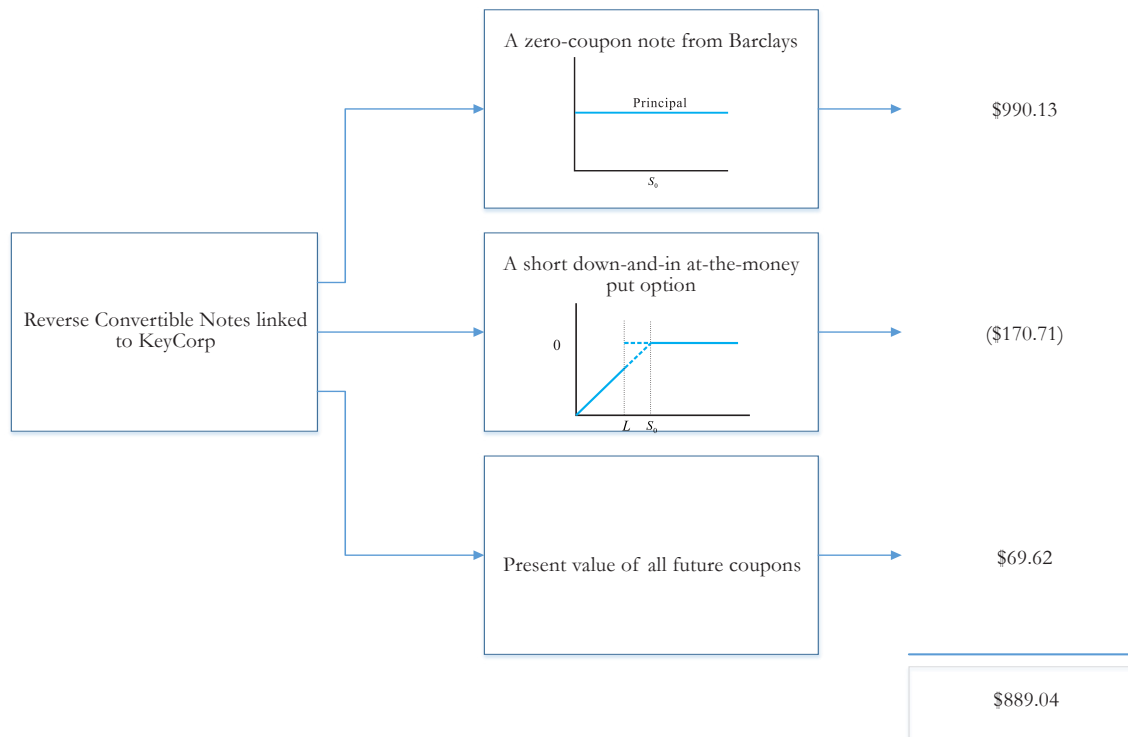 A zero-coupon note from Barclays
Principal
S₀
$990.13
Reverse Convertible Notes linked
to KeyCorp
A short down-and-in at-the-money
put option
0
L S₀
($170.71)
Present value of all future coupons
$69.62
$889.04